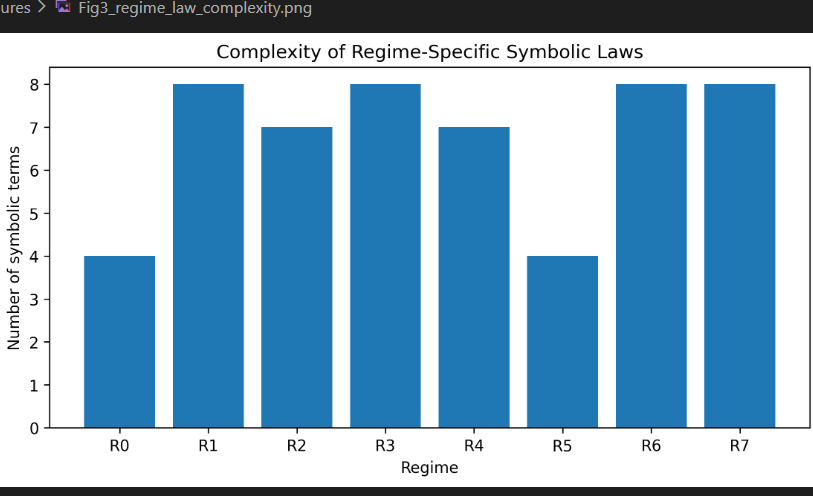 ures > Fig3_regime_law_complexity.png
Complexity of Regime-Specific Symbolic Laws
Number of symbolic terms
8
7
6
5
4
3
2
1
0
R0 R1 R2 R3 R4 R5 R6 R7
Regime